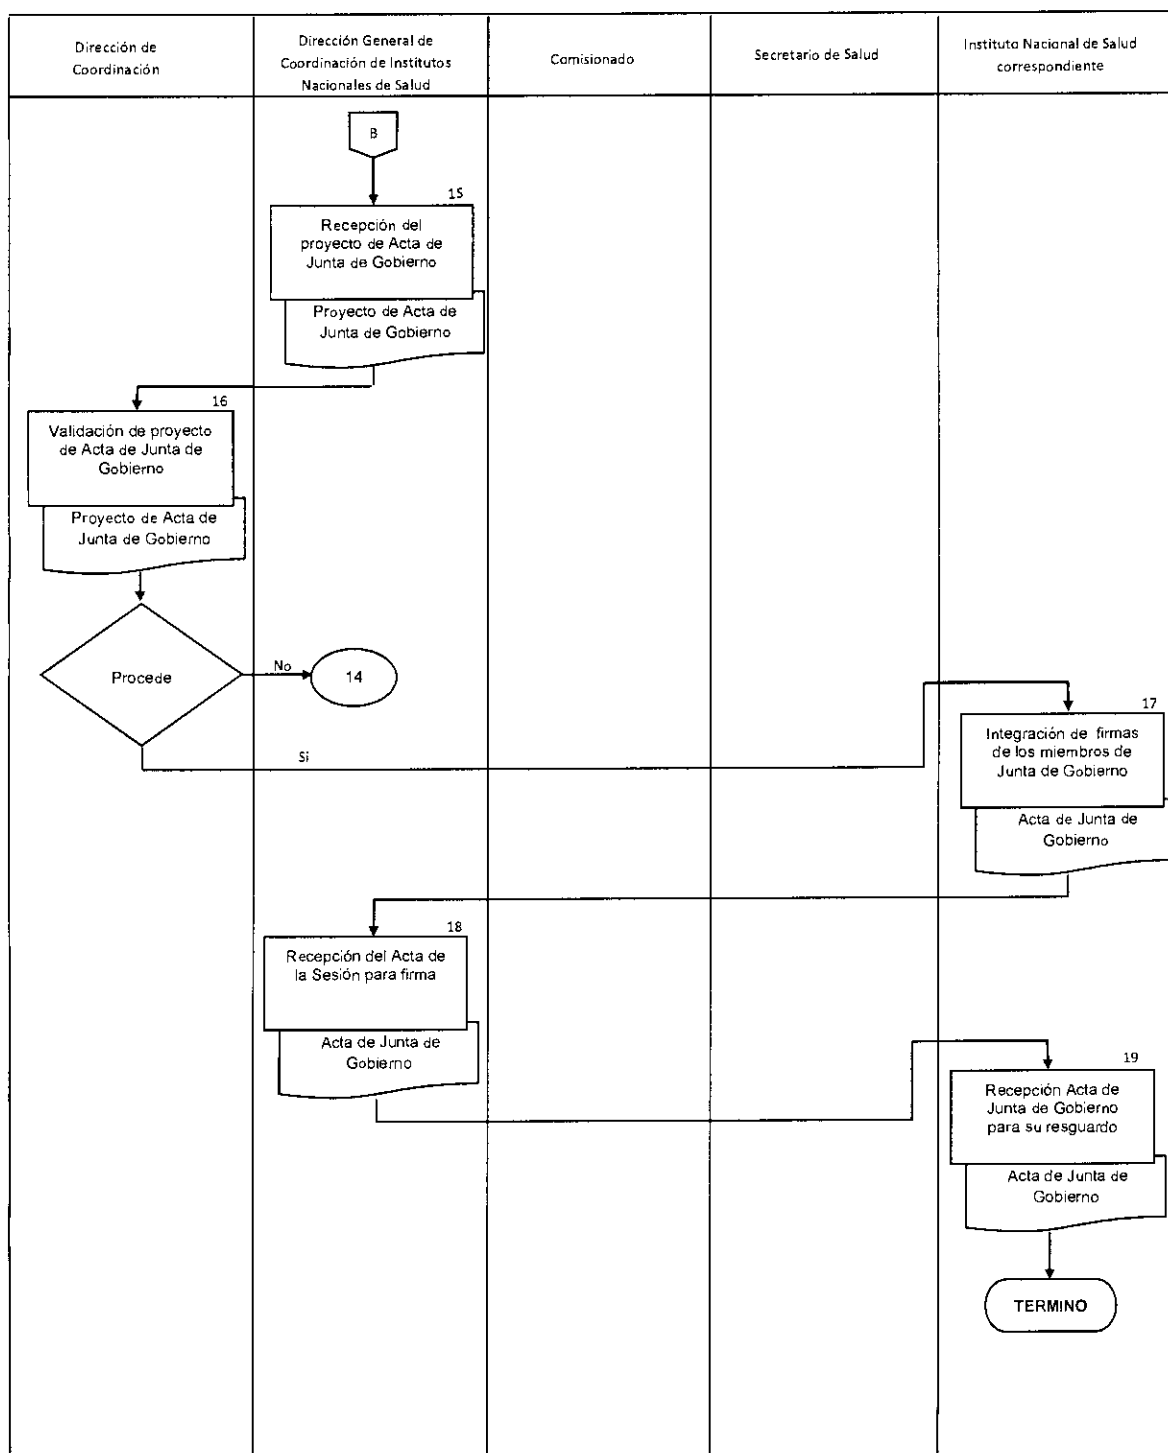 Dirección de
Coordinación
Dirección General de
Coordinación de Institutos
Nacionales de Salud
Comisionado
Secretario de Salud
Instituto Nacional de Salud
correspondiente
B
15
Recepción del
proyecto de Acta de
Junta de Gobierno
Proyecto de Acta de
Junta de Gobierno
16
Validación de proyecto
de Acta de Junta de
Gobierno
Proyecto de Acta de
Junta de Gobierno
Procede
No
14
Si
17
Integración de firmas
de los miembros de
Junta de Gobierno
Acta de Junta de
Gobierno
18
Recepción del Acta de
la Sesión para firma
Acta de Junta de
Gobierno
19
Recepción Acta de
Junta de Gobierno
para su resguardo
Acta de Junta de
Gobierno
TERMINO